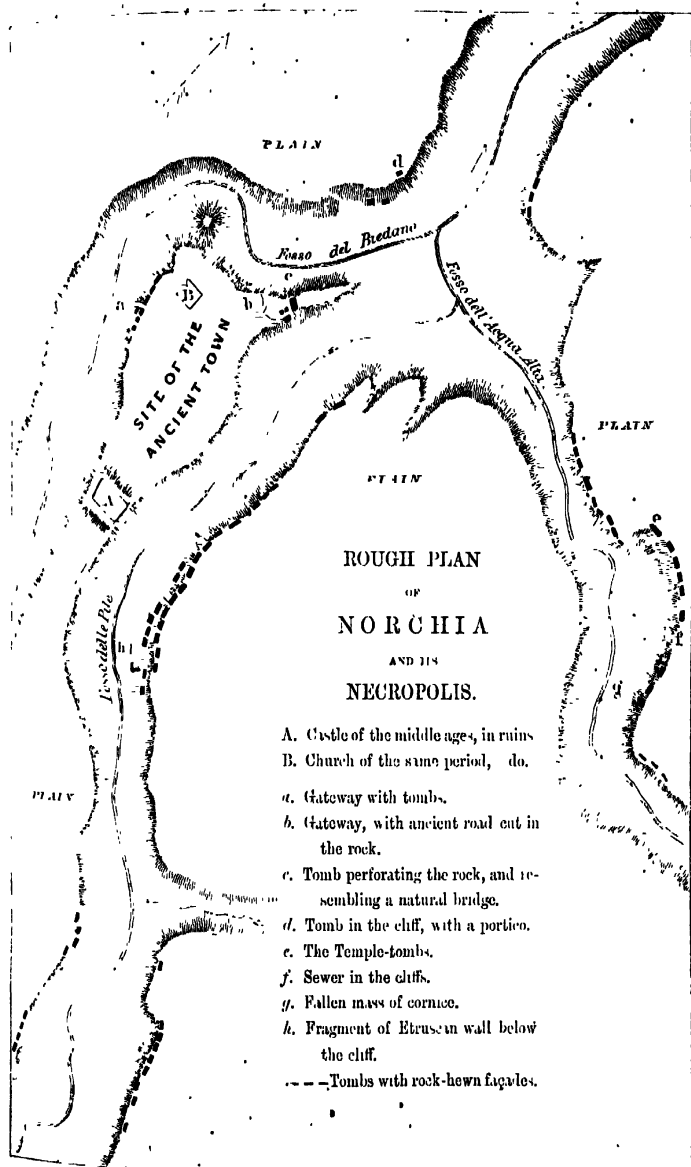 PLAIN
d
Fosso del Biedano
c
a
B
b
Fosso dell'Acqua Alta
SITE OF THE
ANCIENT TOWN
PLAIN
PLAIN
A
e
f
ROUGH PLAN
OF
NORCHIA
AND ITS
NECROPOLIS.
Fosso delle Pile
h
g
A. Castle of the middle ages, in ruins
B. Church of the same period, do.
PLAIN
a. Gateway with tombs.
b. Gateway, with ancient road cut in
the rock.
c. Tomb perforating the rock, and re-
sembling a natural bridge.
d. Tomb in the cliff, with a portico.
e. The Temple-tombs.
f. Sewer in the cliffs.
g. Fallen mass of cornice.
h. Fragment of Etruscan wall below
the cliff.
Tombs with rock-hewn façades.